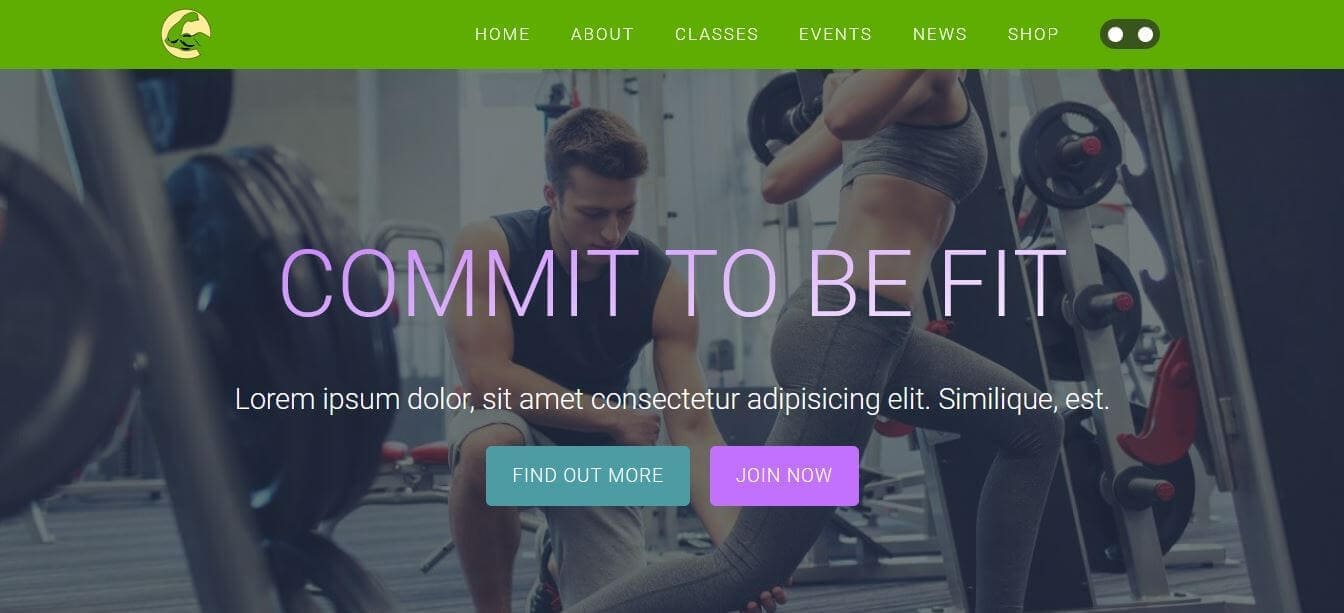 HOME ABOUT CLASSES EVENTS NEWS SHOP
COMMIT TO BE FIT
Lorem ipsum dolor, sit amet consectetur adipisicing elit. Similique, est.
FIND OUT MORE JOIN NOW